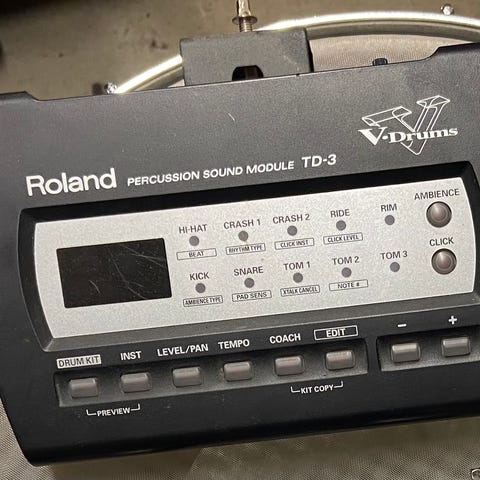 V-Drums
Roland PERCUSSION SOUND MODULE TD-3
HI-HAT CRASH 1 CRASH 2 RIDE RIM AMBIENCE
BEAT RHYTHM TYPE CLICK INST CLICK LEVEL
KICK SNARE TOM 1 TOM 2 TOM 3 CLICK
AMBIENCE TYPE PAD SENS XTALK CANCEL NOTE #
DRUM KIT INST LEVEL/PAN TEMPO COACH EDIT - +
PREVIEW KIT COPY